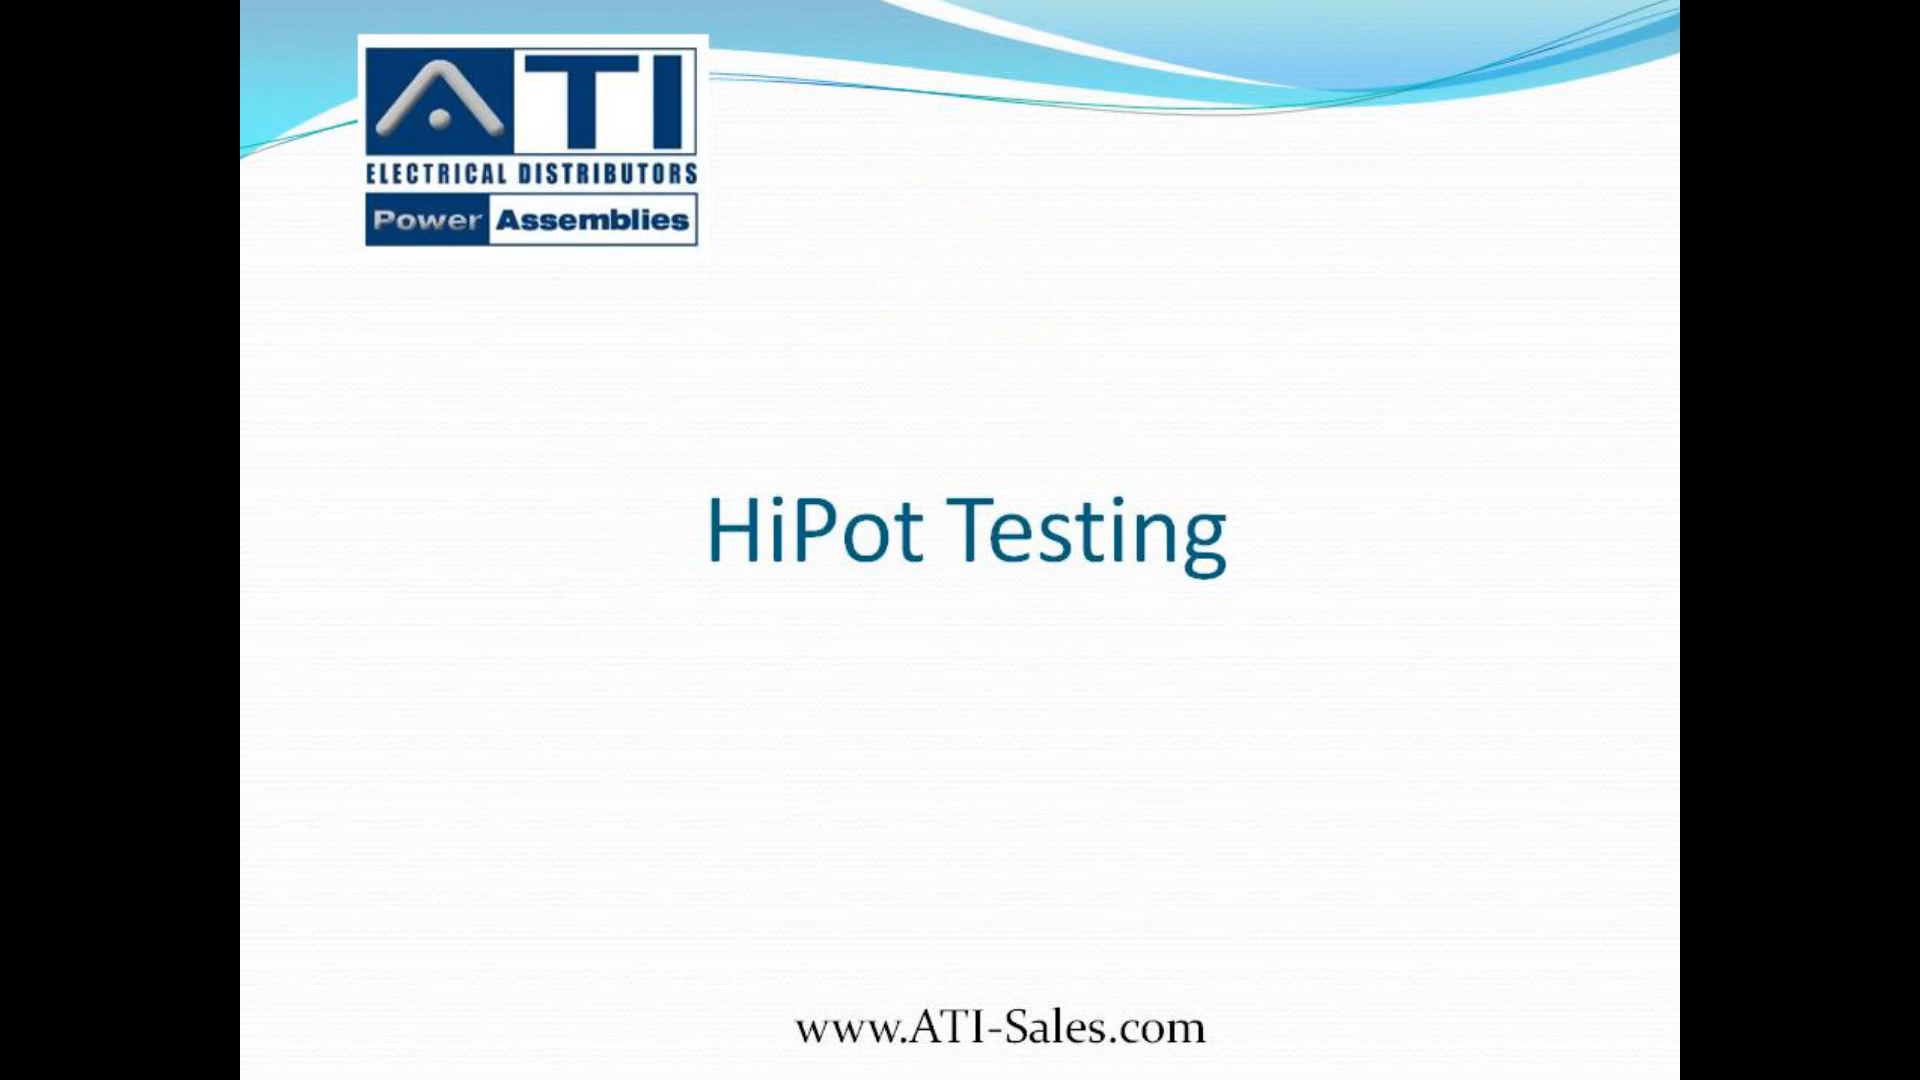 ATI
ELECTRICAL DISTRIBUTORS
Power Assemblies
HiPot Testing
www.ATI-Sales.com